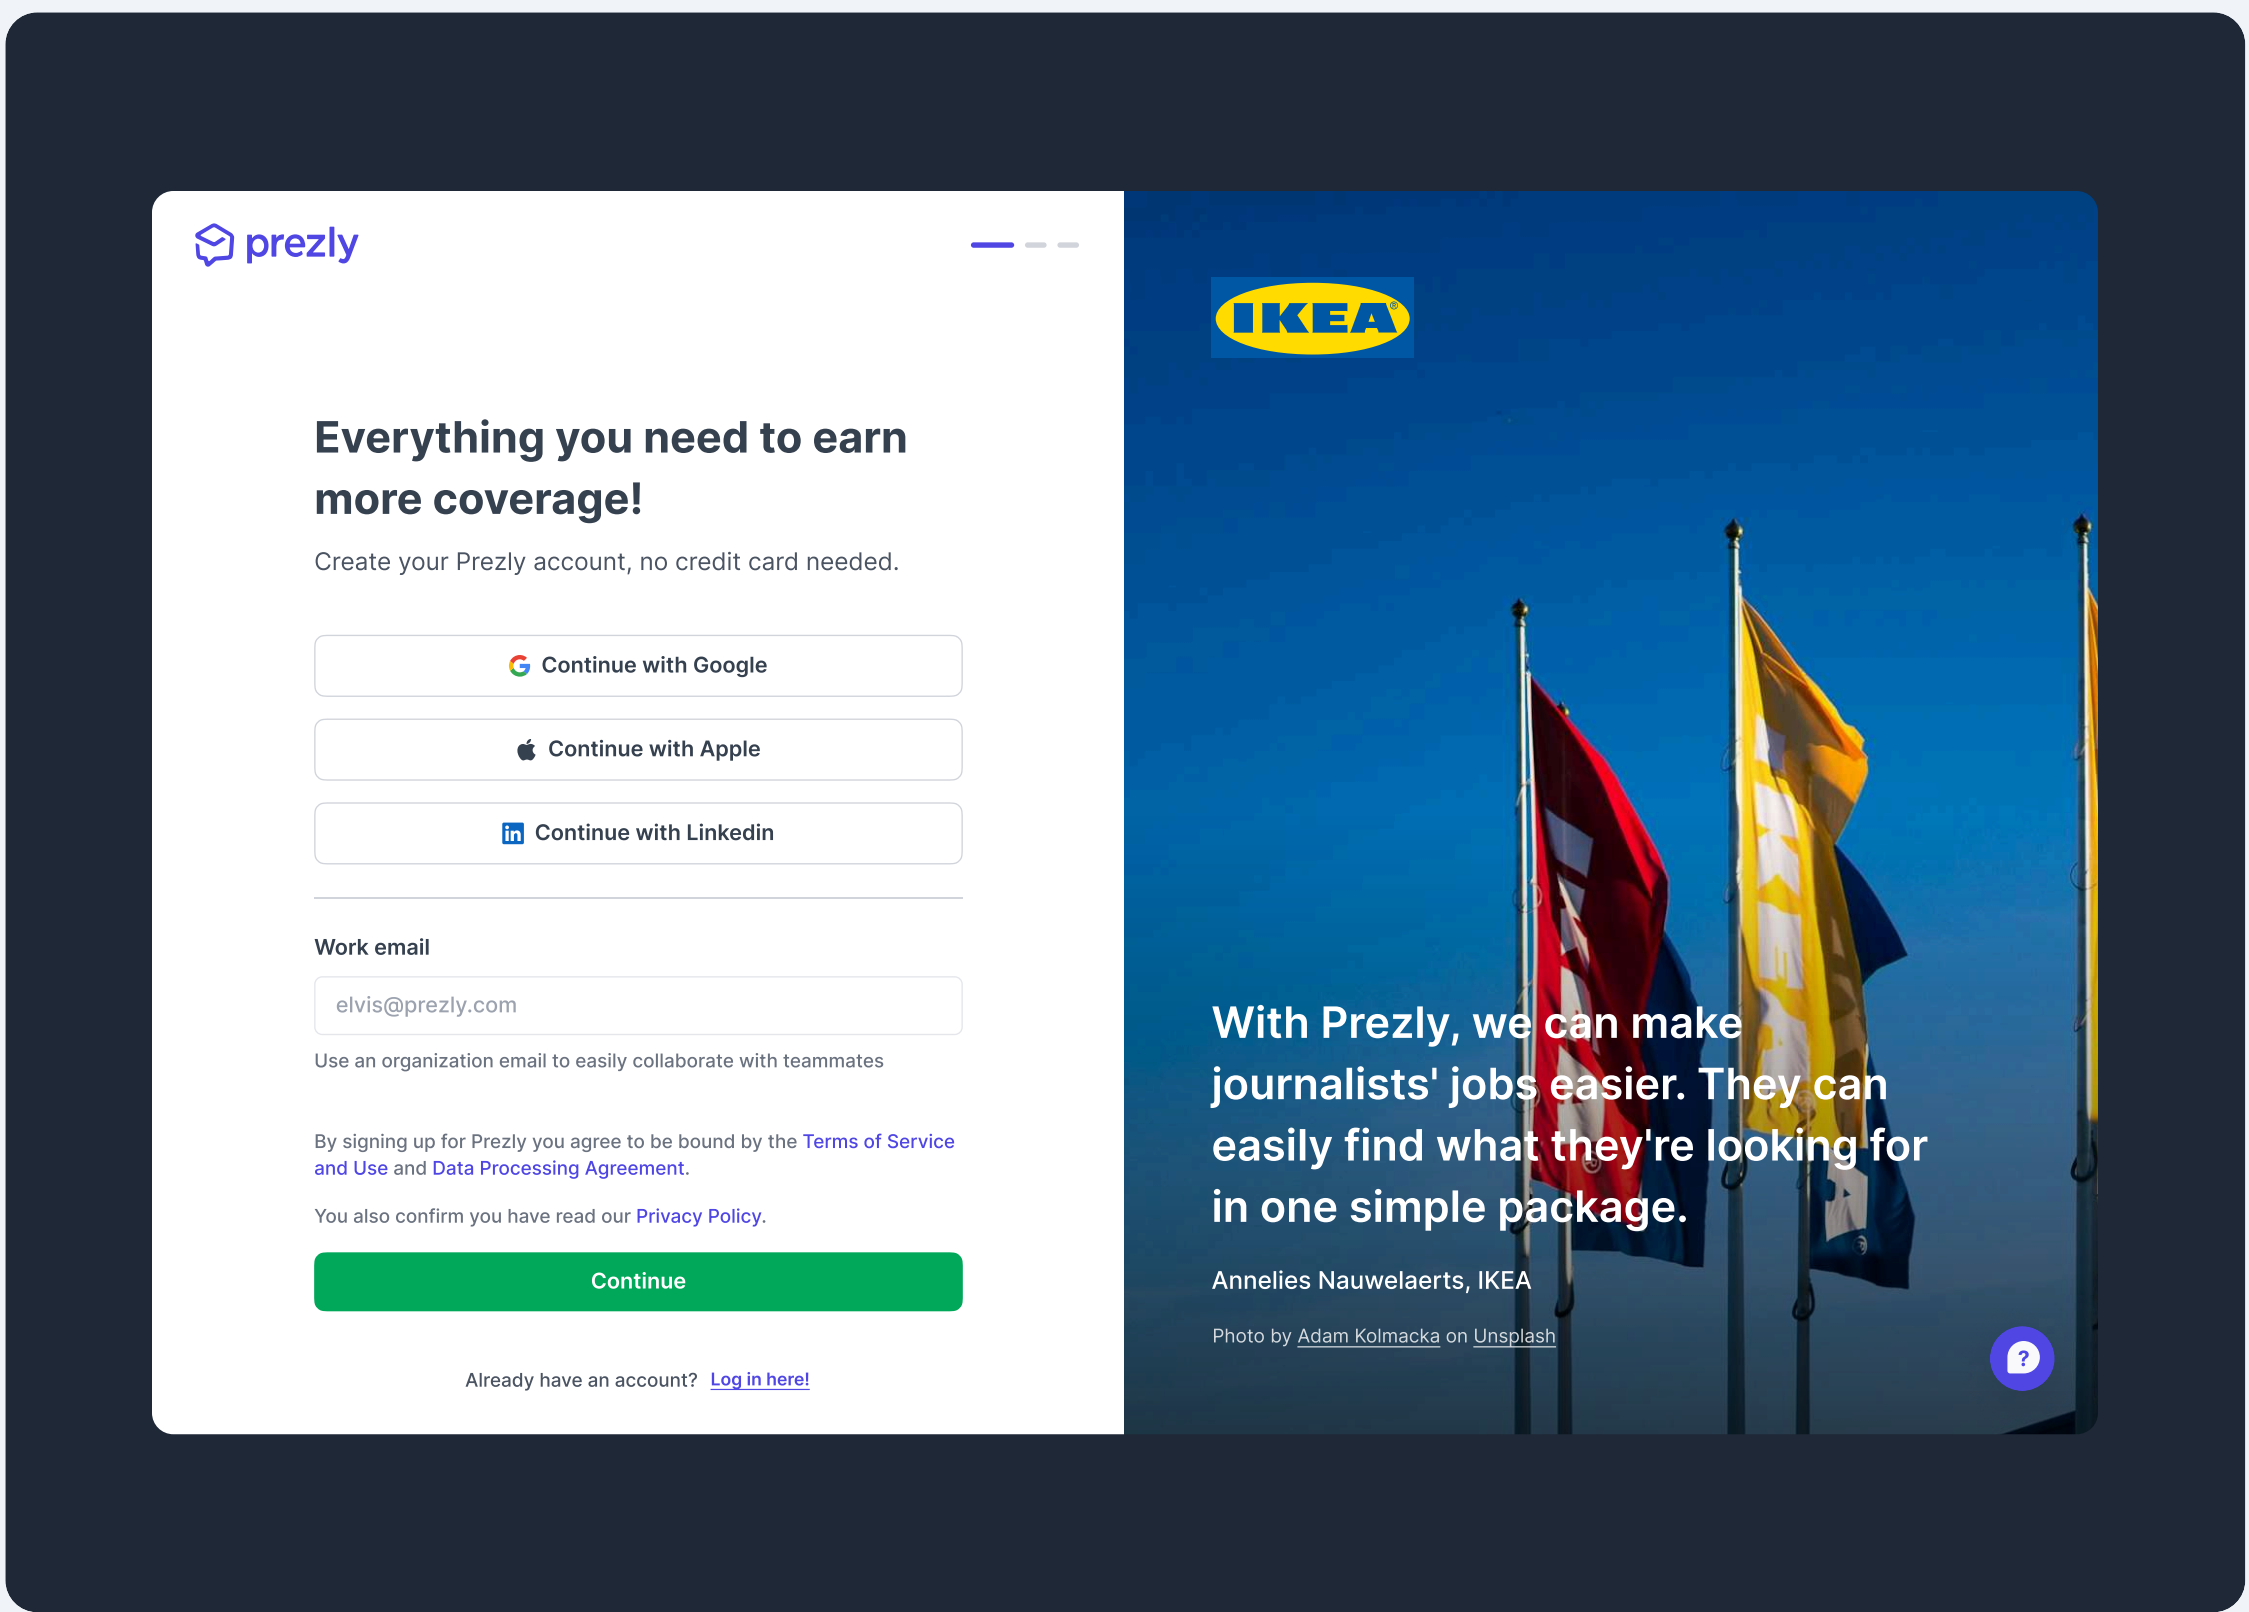 prezly
IKEA®
Everything you need to earn
more coverage!
Create your Prezly account, no credit card needed.
Continue with Google
Continue with Apple
in Continue with Linkedin
Work email
elvis@prezly.com
Use an organization email to easily collaborate with teammates
By signing up for Prezly you agree to be bound by the Terms of Service
and Use and Data Processing Agreement.
You also confirm you have read our Privacy Policy.
Continue
Already have an account? Log in here!
IKEA
IKEA
With Prezly, we can make
journalists' jobs easier. They can
easily find what they're looking for
in one simple package.
Annelies Nauwelaerts, IKEA
Photo by Adam Kolmacka on Unsplash
?